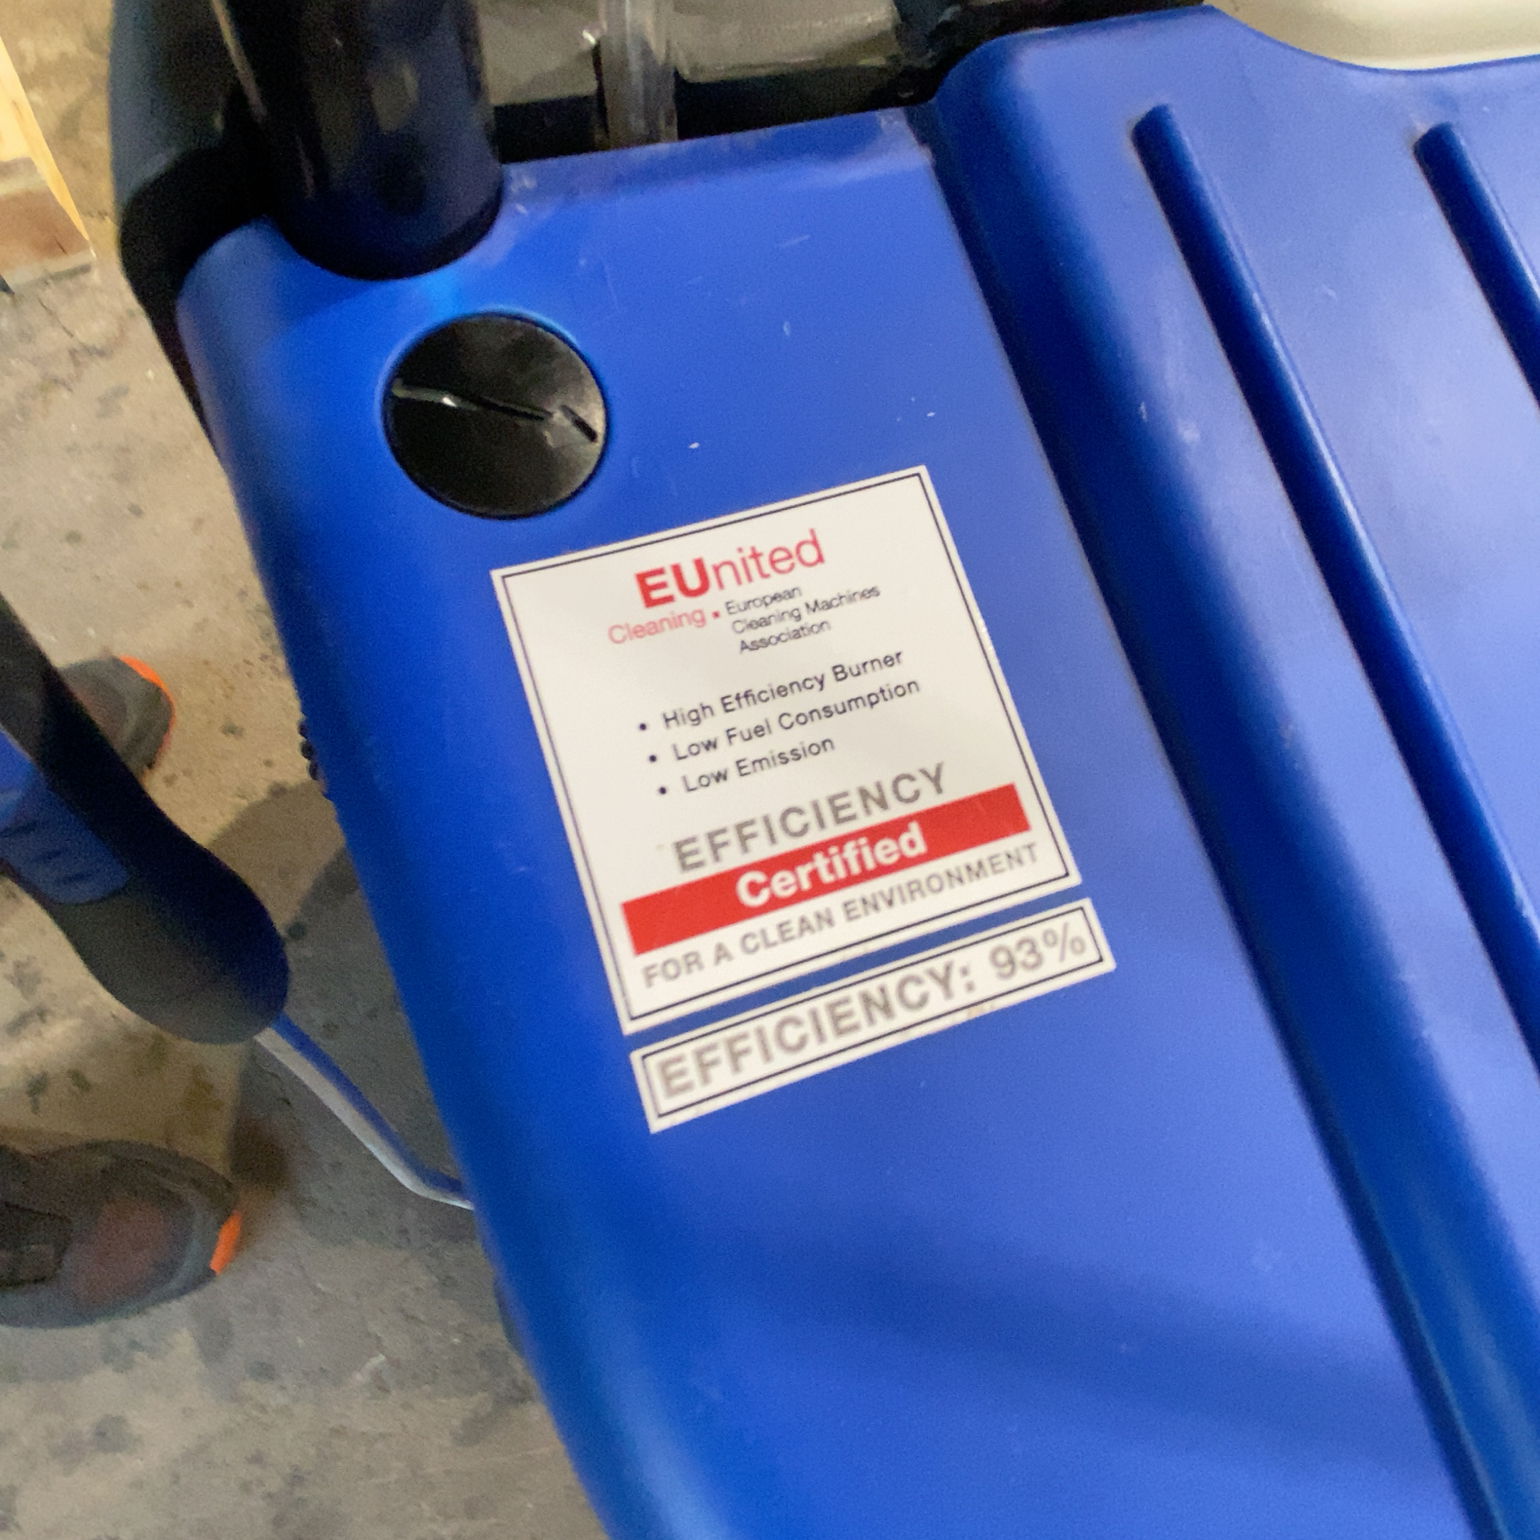 EUnited
Cleaning ▪ European
Cleaning Machines
Association
• High Efficiency Burner
• Low Fuel Consumption
• Low Emission
EFFICIENCY
Certified
FOR A CLEAN ENVIRONMENT
EFFICIENCY: 93%